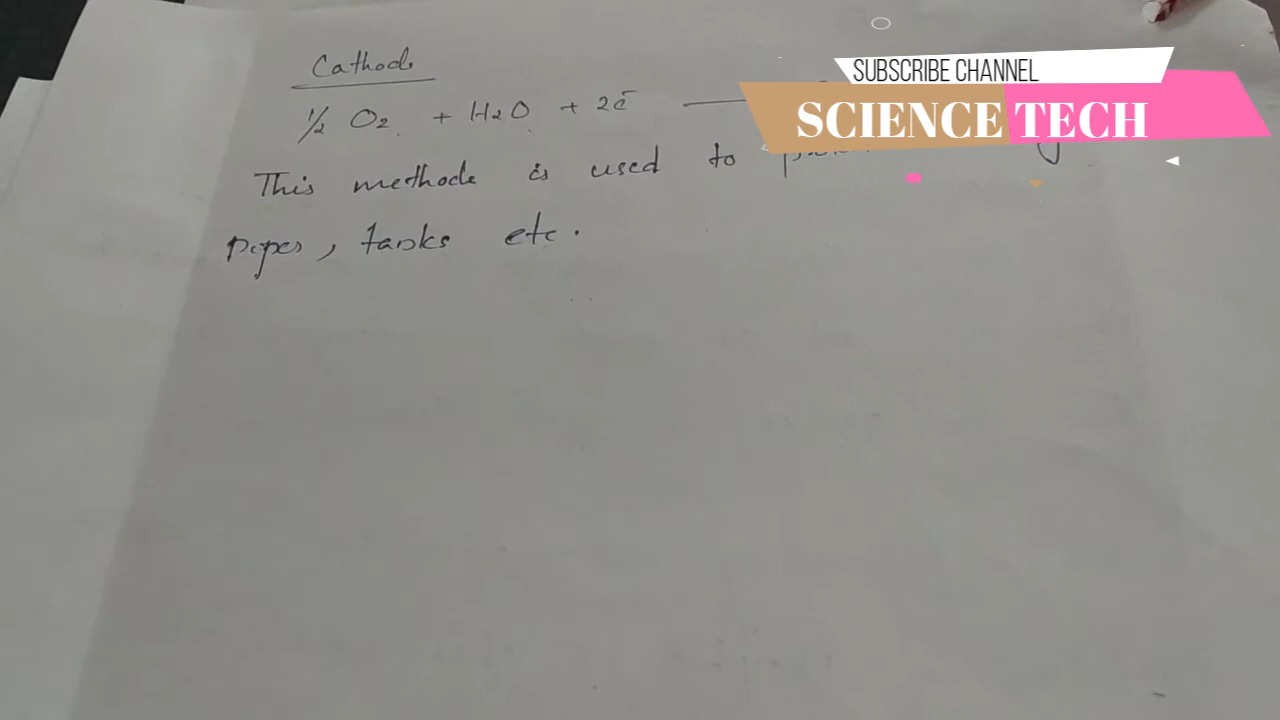 Cathode
½ O₂ + H₂O + 2e⁻ —
This methode is used to
pipes, tanks etc.
SUBSCRIBE CHANNEL
SCIENCE TECH